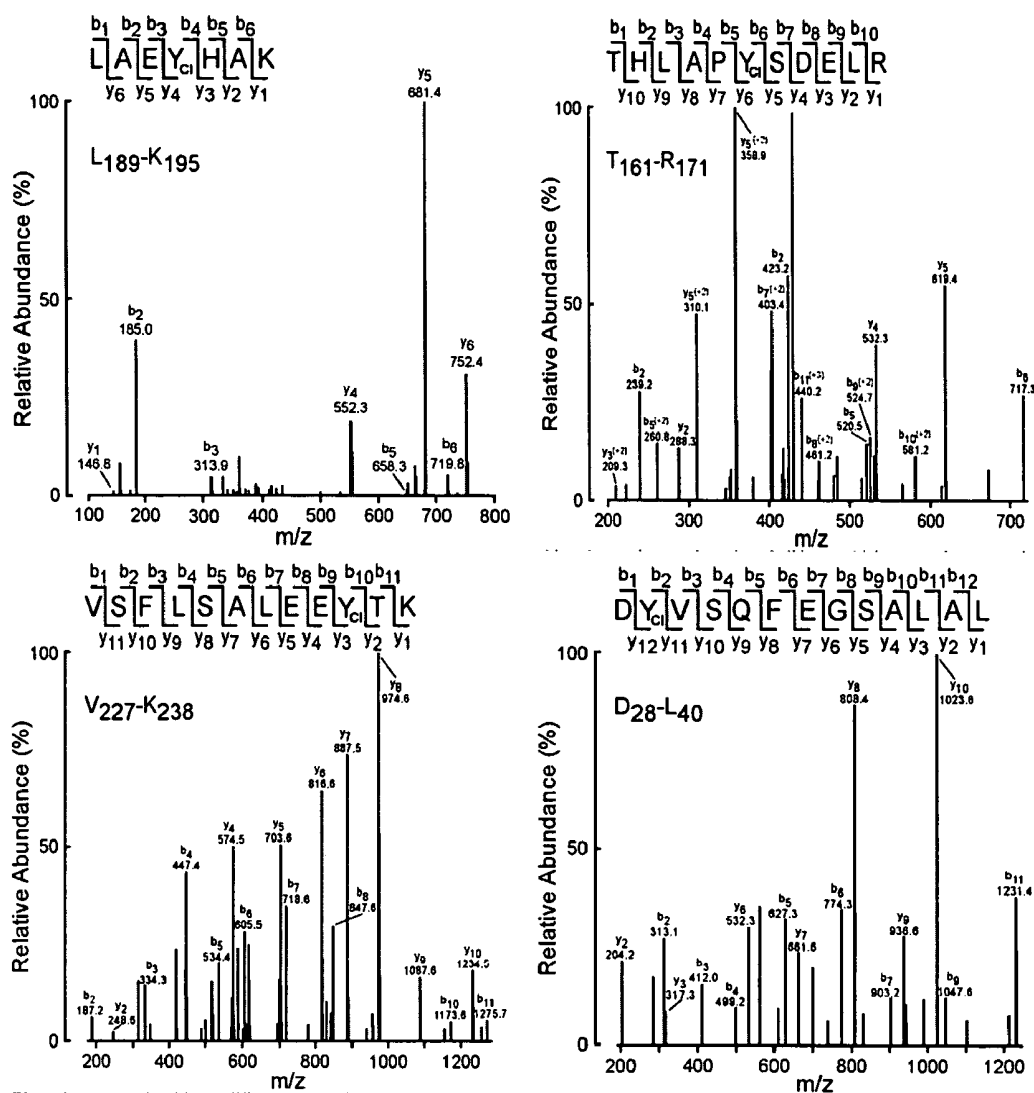 b1 b2 b3 b4 b5 b6
LAEYClHAK
y6 y5 y4 y3 y2 y1
L189-K195
Relative Abundance (%)
100
50
0
y1
146.8
b2
185.0
b3
313.9
y4
552.3
b5
658.3
y5
681.4
b6
719.6
y6
752.4
100 200 300 400 500 600 700 800
m/z
b1 b2 b3 b4 b5 b6 b7 b8 b9 b10
THLAPYClSDELR
y10 y9 y8 y7 y6 y5 y4 y3 y2 y1
T161-R171
Relative Abundance (%)
100
50
0
y3(+2)
209.3
b2
239.2
b5(+2)
260.8
y2
288.3
y5(+2)
310.1
y5(+2)
358.9
b7(+2)
403.4
b2
423.2
b11(+3)
440.2
b8(+2)
461.2
b5
520.5
b9(+2)
524.7
y4
532.3
b10(+2)
581.2
y5
619.4
b6
717.3
200 300 400 500 600 700
m/z
b1 b2 b3 b4 b5 b6 b7 b8 b9 b10 b11
VSFLSALEEYClTK
y11 y10 y9 y8 y7 y6 y5 y4 y3 y2 y1
V227-K238
Relative Abundance (%)
100
50
0
b2
187.2
y2
248.6
b3
334.3
b4
447.4
b5
534.4
y4
574.5
b6
605.5
y5
703.6
b7
718.6
y6
816.6
b8
847.6
y7
887.5
y8
974.6
y9
1087.6
b10
1173.6
y10
1234.5
b11
1275.7
200 400 600 800 1000 1200
m/z
b1 b2 b3 b4 b5 b6 b7 b8 b9 b10 b11 b12
DYClVSQFEGSALAL
y12 y11 y10 y9 y8 y7 y6 y5 y4 y3 y2 y1
D28-L40
Relative Abundance (%)
100
50
0
y2
204.2
b2
313.1
y3
317.3
b3
412.0
b4
499.2
y6
532.3
b5
627.3
y7
661.6
b6
774.3
y8
808.4
b7
903.2
y9
936.6
y10
1023.6
b9
1047.6
b11
1231.4
200 400 600 800 1000 1200
m/z